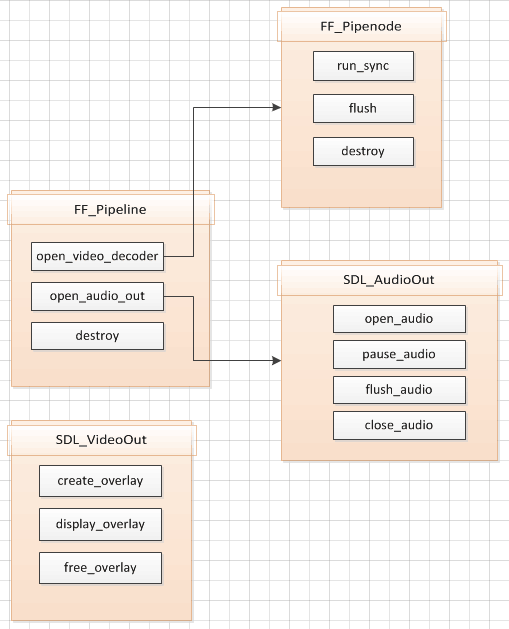 FF_Pipenode
run_sync
flush
destroy
FF_Pipeline
open_video_decoder
open_audio_out
destroy
SDL_AudioOut
open_audio
pause_audio
flush_audio
close_audio
SDL_VideoOut
create_overlay
display_overlay
free_overlay